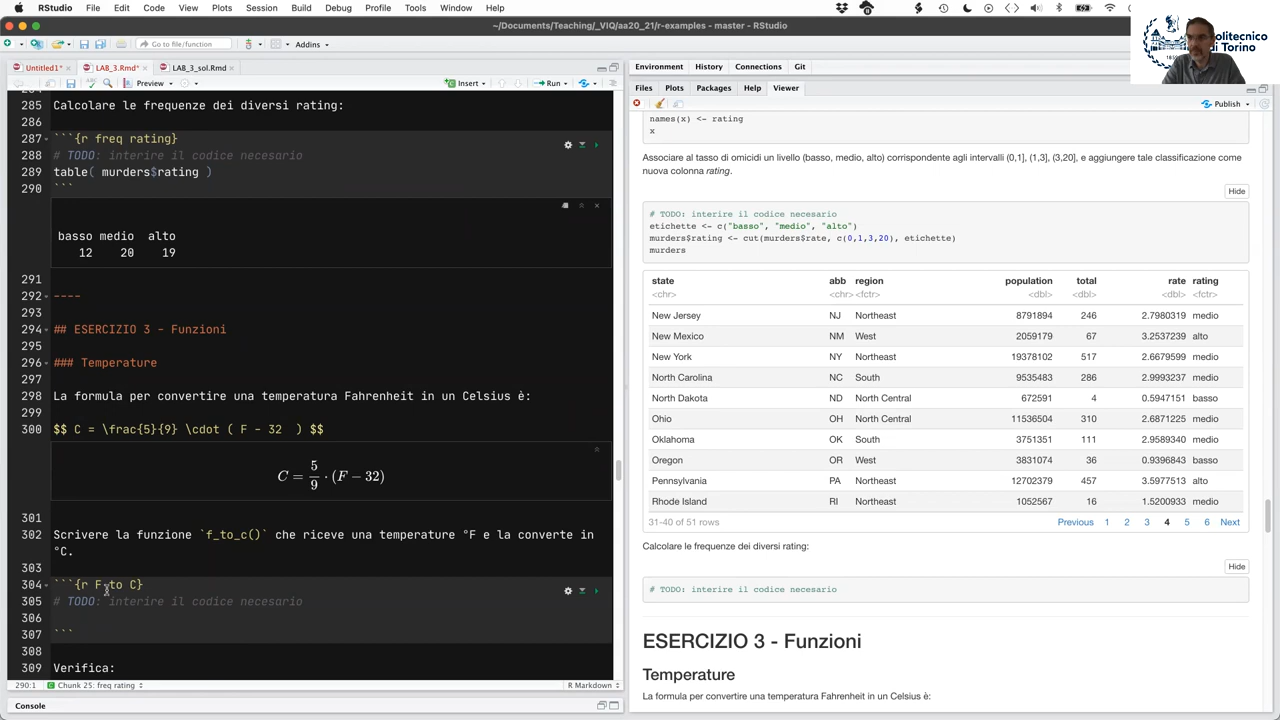 RStudio File Edit Code View Plots Session Build Debug Profile Tools Window Help
~/Documents/Teaching/_VIQ/aa20_21/r-examples - master - RStudio
Politecnico
di Torino
Go to file/function Addins
Untitled1* LAB_3.Rmd* LAB_3_sol.Rmd
Preview Insert Run
285 Calcolare le frequenze dei diversi rating:
286
287 ```{r freq rating}
288 # TODO: interire il codice necesario
289 table( murders$rating )
290 ```
basso medio alto
12 20 19
291
292 ----
293
294 ## ESERCIZIO 3 - Funzioni
295
296 ### Temperature
297
298 La formula per convertire una temperatura Fahrenheit in un Celsius è:
299
300 $$ C = \frac{5}{9} \cdot ( F - 32  ) $$
C = 5/9 · (F − 32)
301
302 Scrivere la funzione `f_to_c()` che riceve una temperature °F e la converte in
°C.
303
304 ```{r F to C}
305 # TODO: interire il codice necesario
306
307 ```
308
309 Verifica:
290:1 Chunk 25: freq rating R Markdown
Console
Environment History Connections Git
Files Plots Packages Help Viewer
Publish
names(x) <- rating
x
Associare al tasso di omicidi un livello (basso, medio, alto) corrispondente agli intervalli (0,1], (1,3], (3,20], e aggiungere tale classificazione come
nuova colonna rating.
Hide
# TODO: interire il codice necesario
etichette <- c("basso", "medio", "alto")
murders$rating <- cut(murders$rate, c(0,1,3,20), etichette)
murders
state abb region population total rate rating
<chr> <chr> <fctr> <dbl> <dbl> <dbl> <fctr>
New Jersey NJ Northeast 8791894 246 2.7980319 medio
New Mexico NM West 2059179 67 3.2537239 alto
New York NY Northeast 19378102 517 2.6679599 medio
North Carolina NC South 9535483 286 2.9993237 medio
North Dakota ND North Central 672591 4 0.5947151 basso
Ohio OH North Central 11536504 310 2.6871225 medio
Oklahoma OK South 3751351 111 2.9589340 medio
Oregon OR West 3831074 36 0.9396843 basso
Pennsylvania PA Northeast 12702379 457 3.5977513 alto
Rhode Island RI Northeast 1052567 16 1.5200933 medio
31-40 of 51 rows Previous 1 2 3 4 5 6 Next
Calcolare le frequenze dei diversi rating:
Hide
# TODO: interire il codice necesario
ESERCIZIO 3 - Funzioni
Temperature
La formula per convertire una temperatura Fahrenheit in un Celsius è: